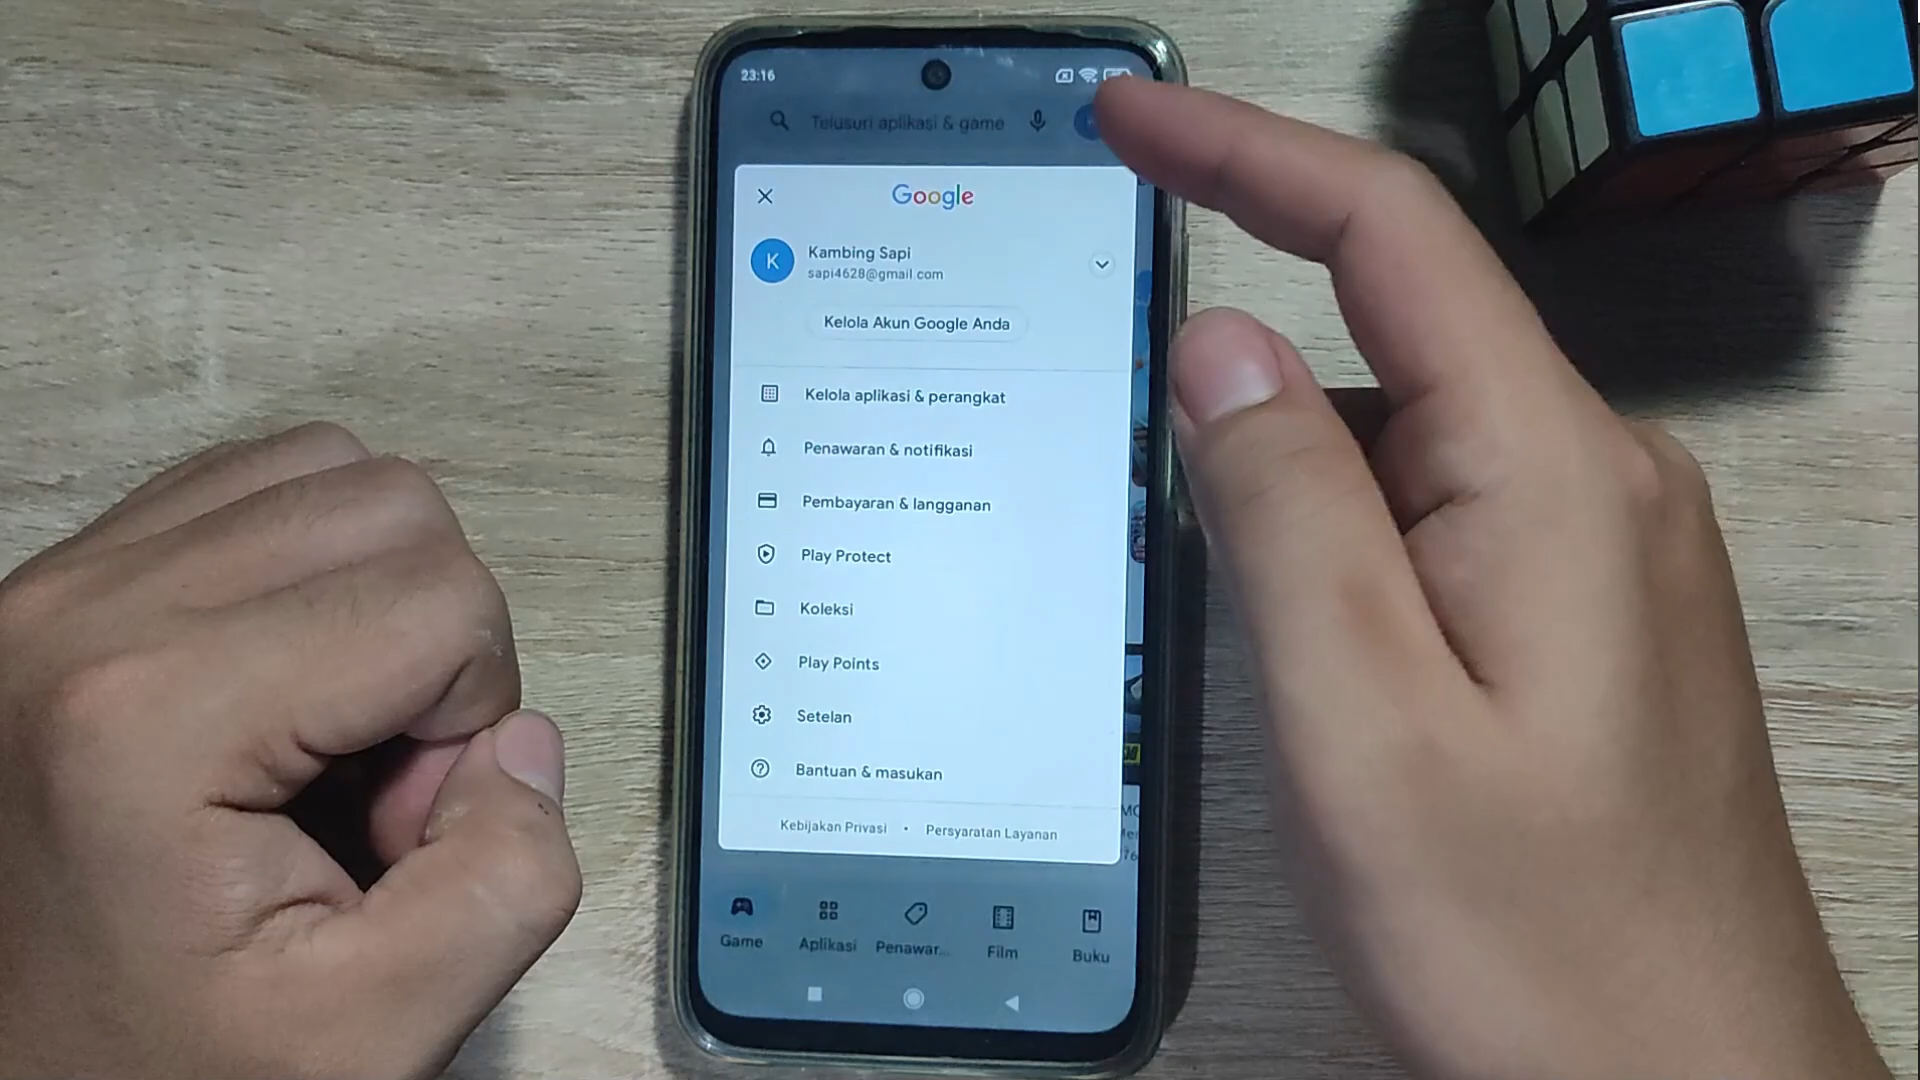 23:16
Telusuri aplikasi & game
Google
K
Kambing Sapi
sapi4628@gmail.com
Kelola Akun Google Anda
Kelola aplikasi & perangkat
Penawaran & notifikasi
Pembayaran & langganan
Play Protect
Koleksi
Play Points
Setelan
Bantuan & masukan
Kebijakan Privasi • Persyaratan Layanan
Game
Aplikasi
Penawar...
Film
Buku